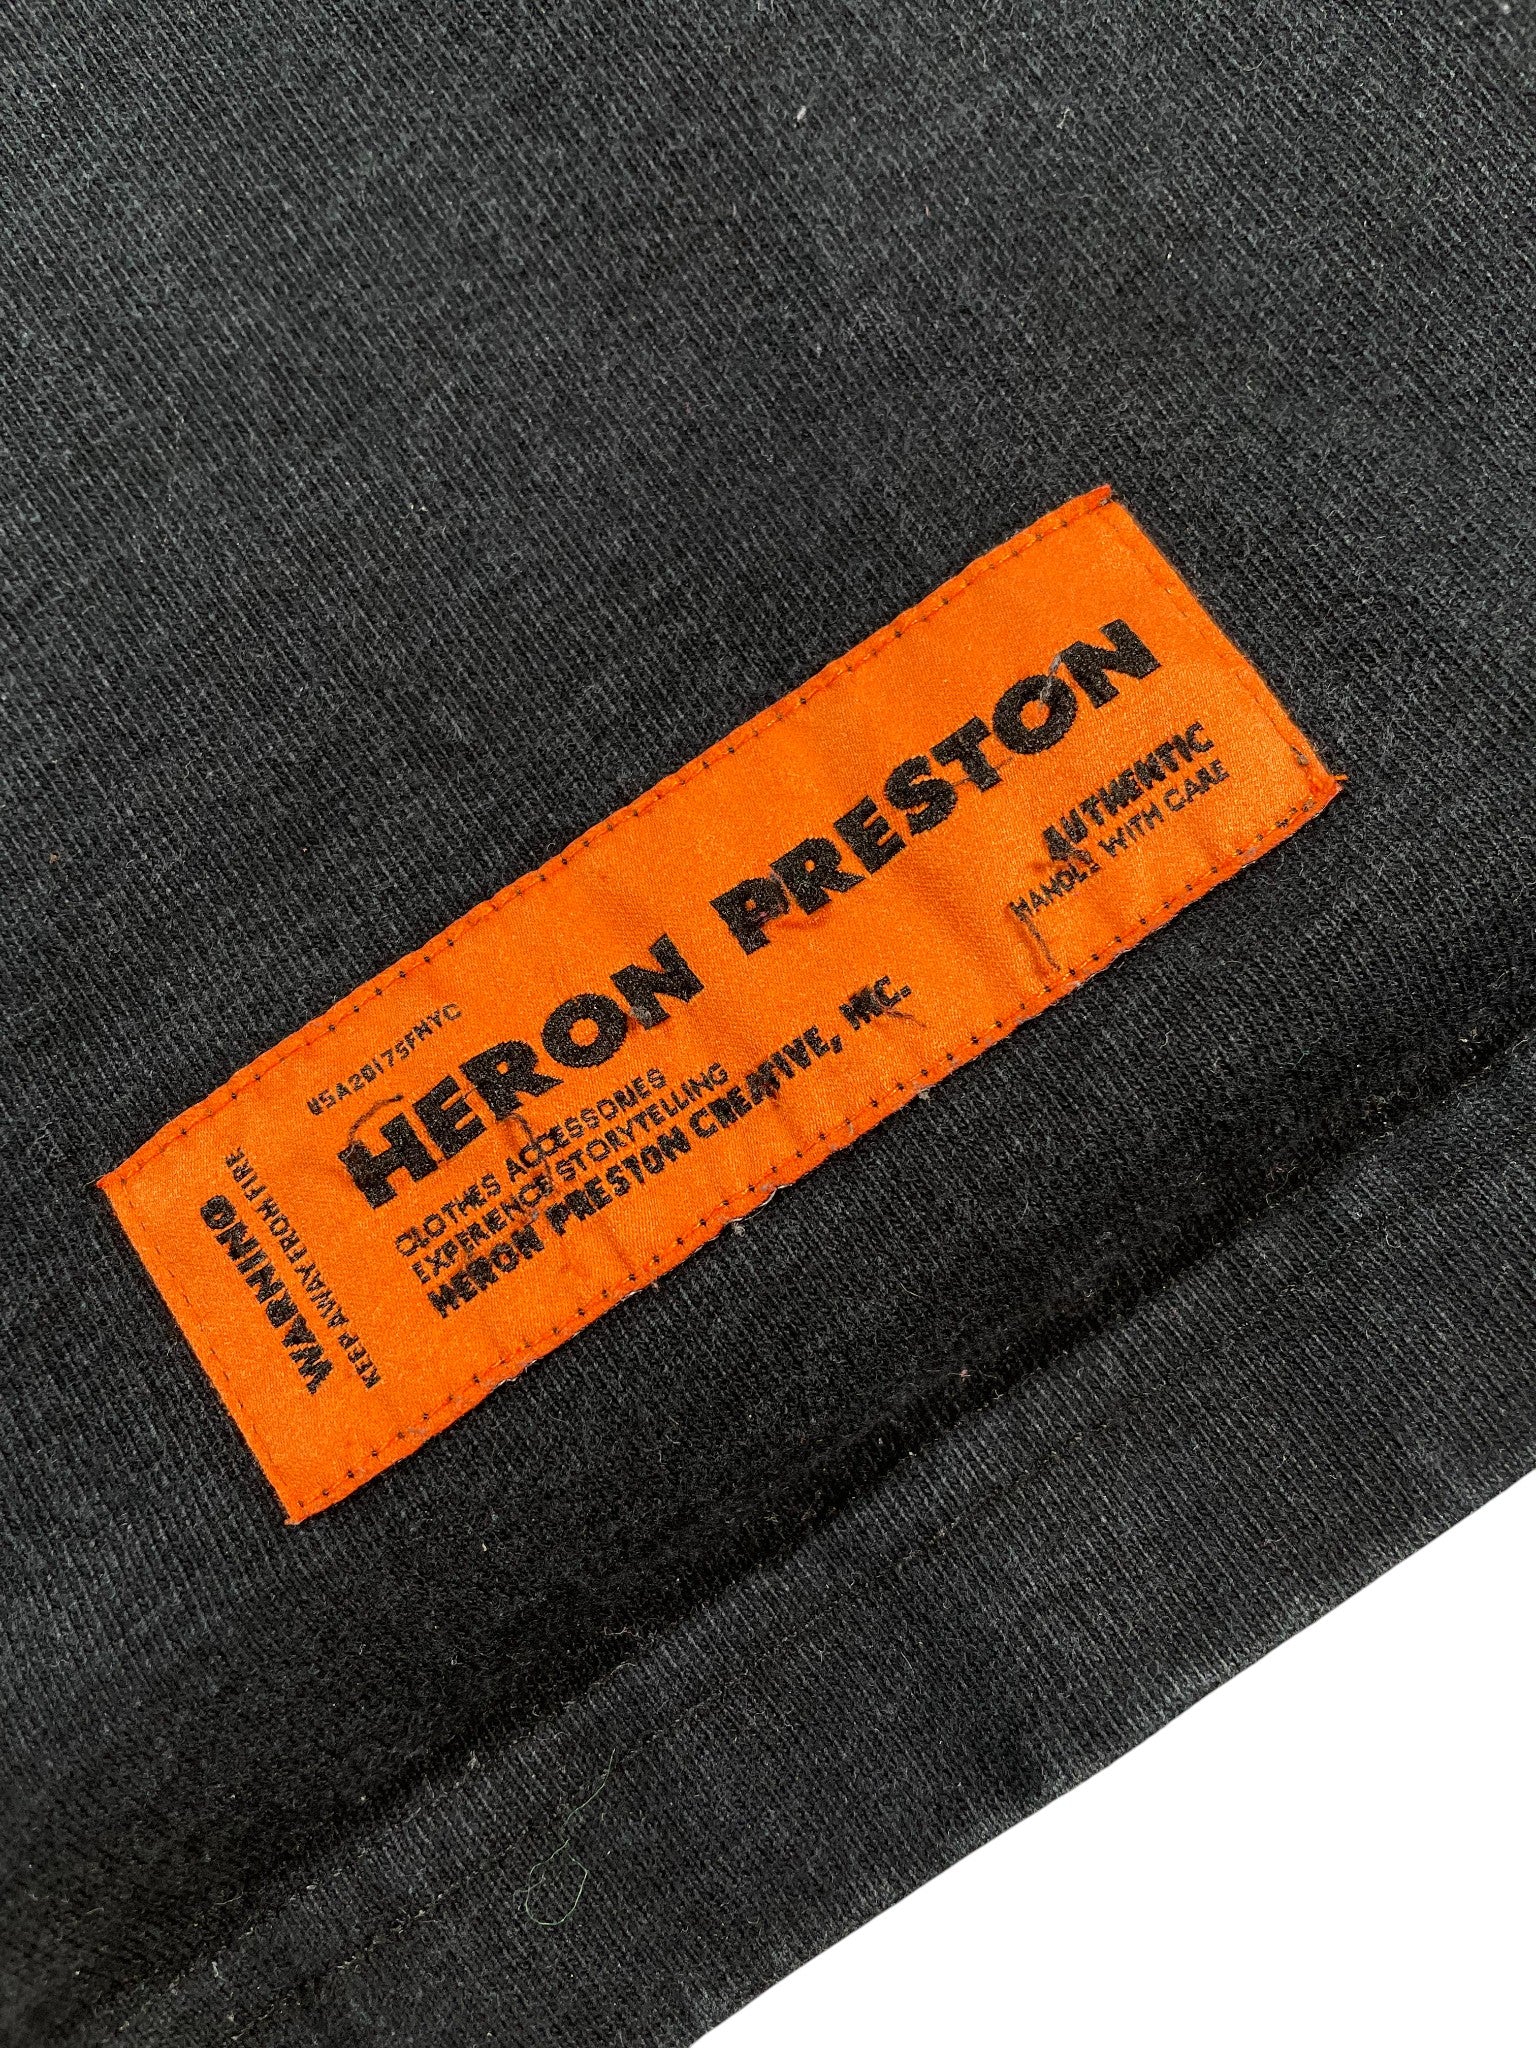 USA20175FNYC
HERON PRESTON
CLOTHES ACCESSORIES
EXPERIENCE STORYTELLING
HERON PRESTON CREATIVE, INC.
AUTHENTIC
HANDLE WITH CARE
WARNING
KEEP AWAY FROM FIRE